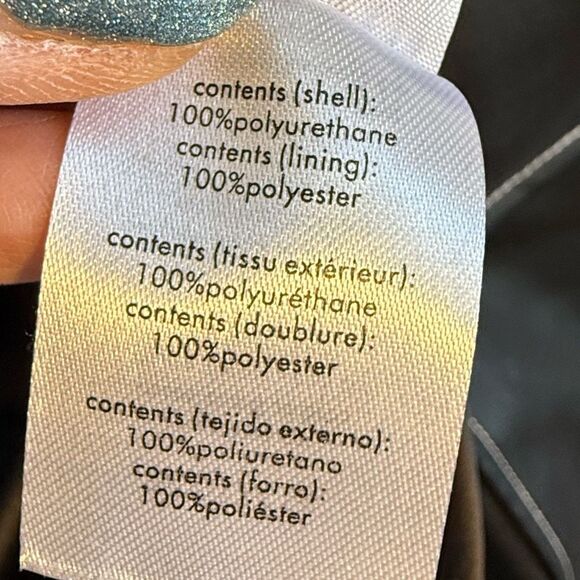 contents (shell):
100%polyurethane
contents (lining):
100%polyester
contents (tissu extérieur):
100%polyuréthane
contents (doublure):
100%polyester
contents (tejido externo):
100%poliuretano
contents (forro):
100%poliéster